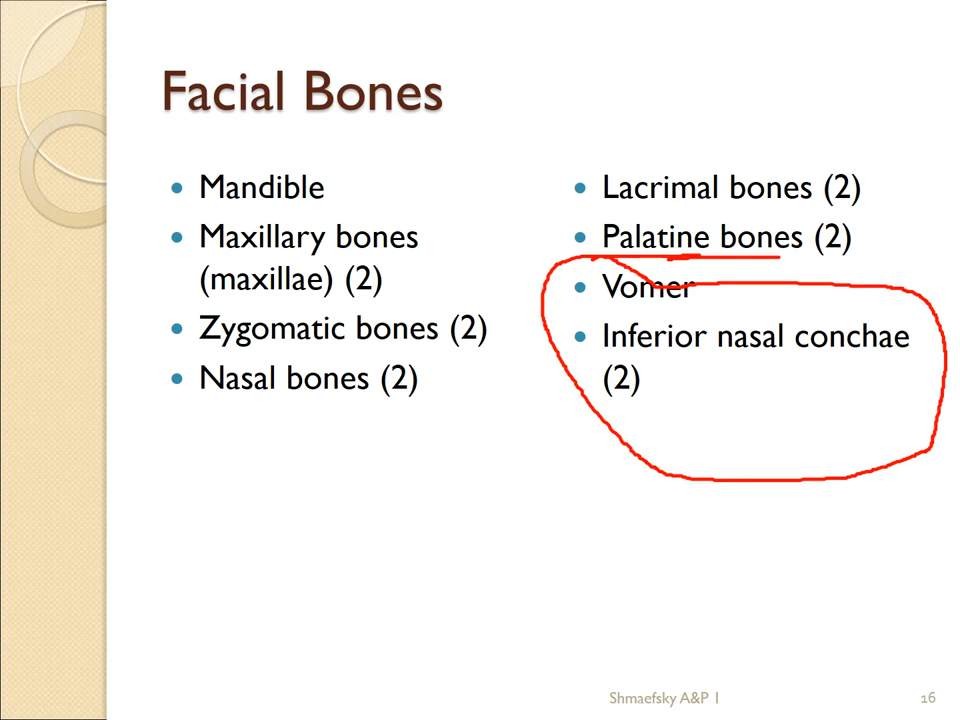 Facial Bones
Mandible
Maxillary bones
(maxillae) (2)
Zygomatic bones (2)
Nasal bones (2)
Lacrimal bones (2)
Palatine bones (2)
Vomer
Inferior nasal conchae
(2)
Shmaefsky A&P 1
16